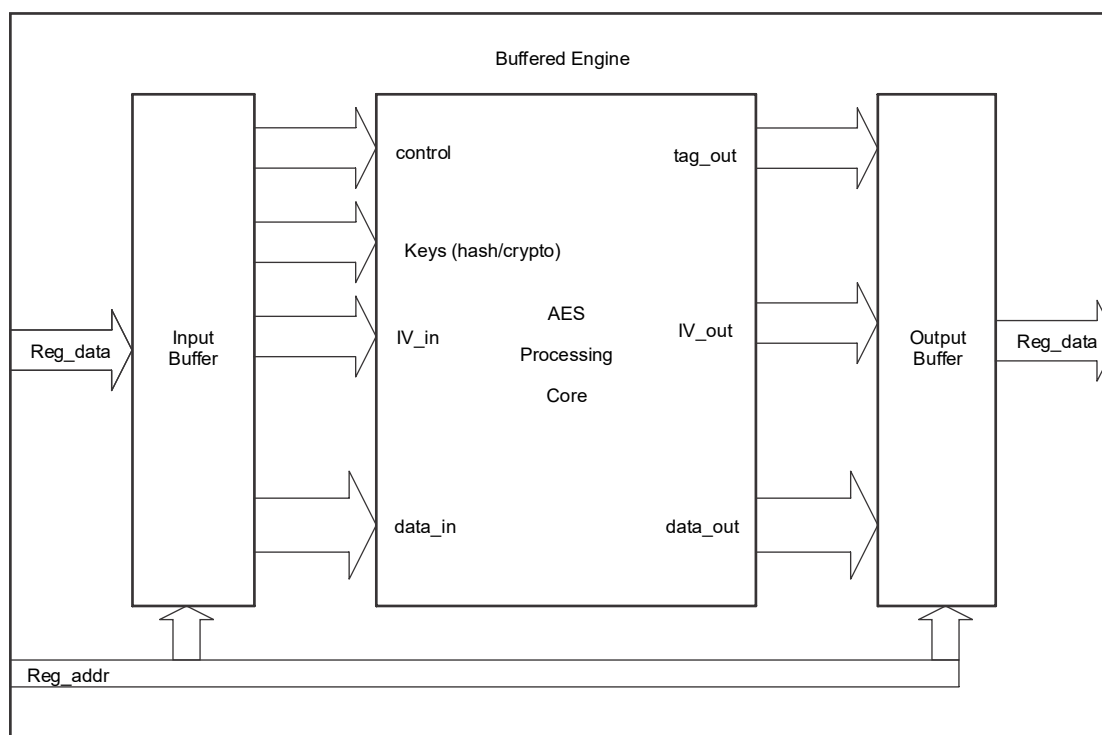 Buffered Engine
control
tag_out
Keys (hash/crypto)
Reg_data
Input
Buffer
IV_in
AES
Processing
Core
IV_out
Output
Buffer
Reg_data
data_in
data_out
Reg_addr